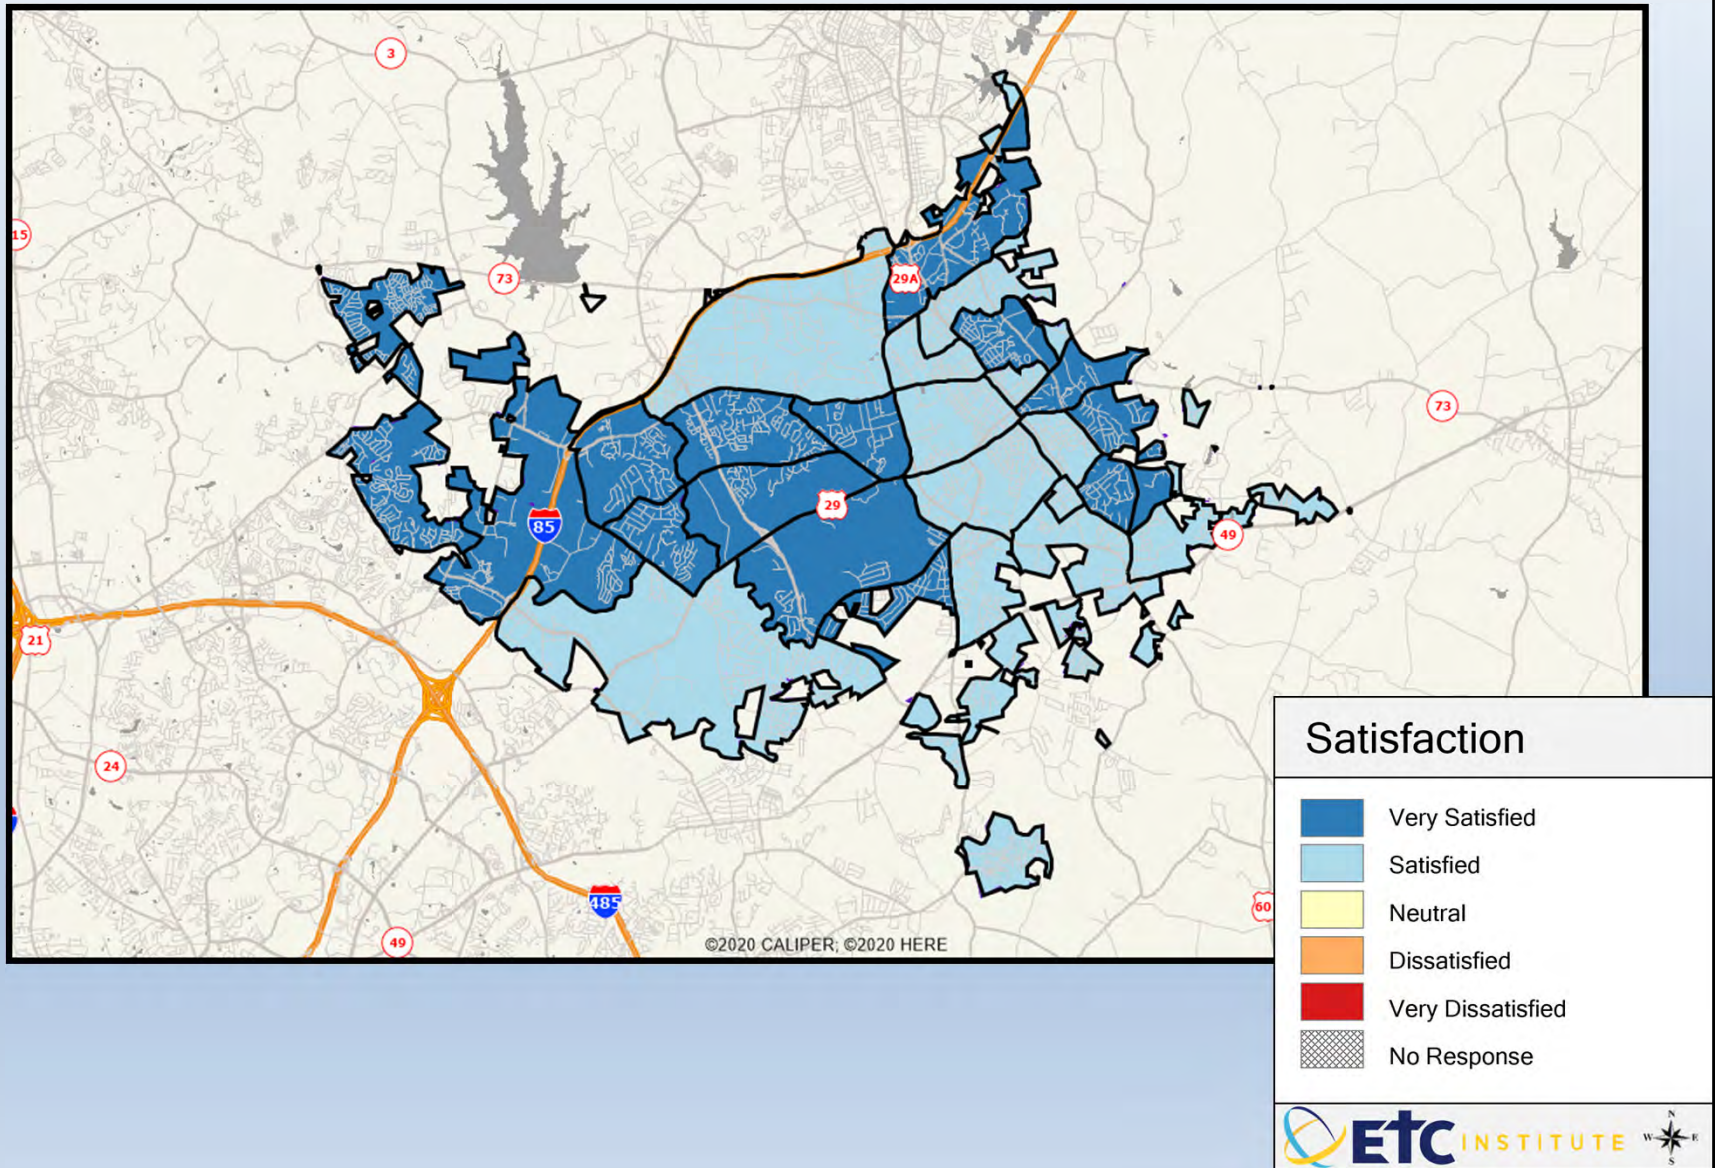 3
15
73
29A
73
29
85
49
21
24
485
60
49
©2020 CALIPER; ©2020 HERE
Satisfaction
Very Satisfied
Satisfied
Neutral
Dissatisfied
Very Dissatisfied
No Response
ETC INSTITUTE
N
W E
S